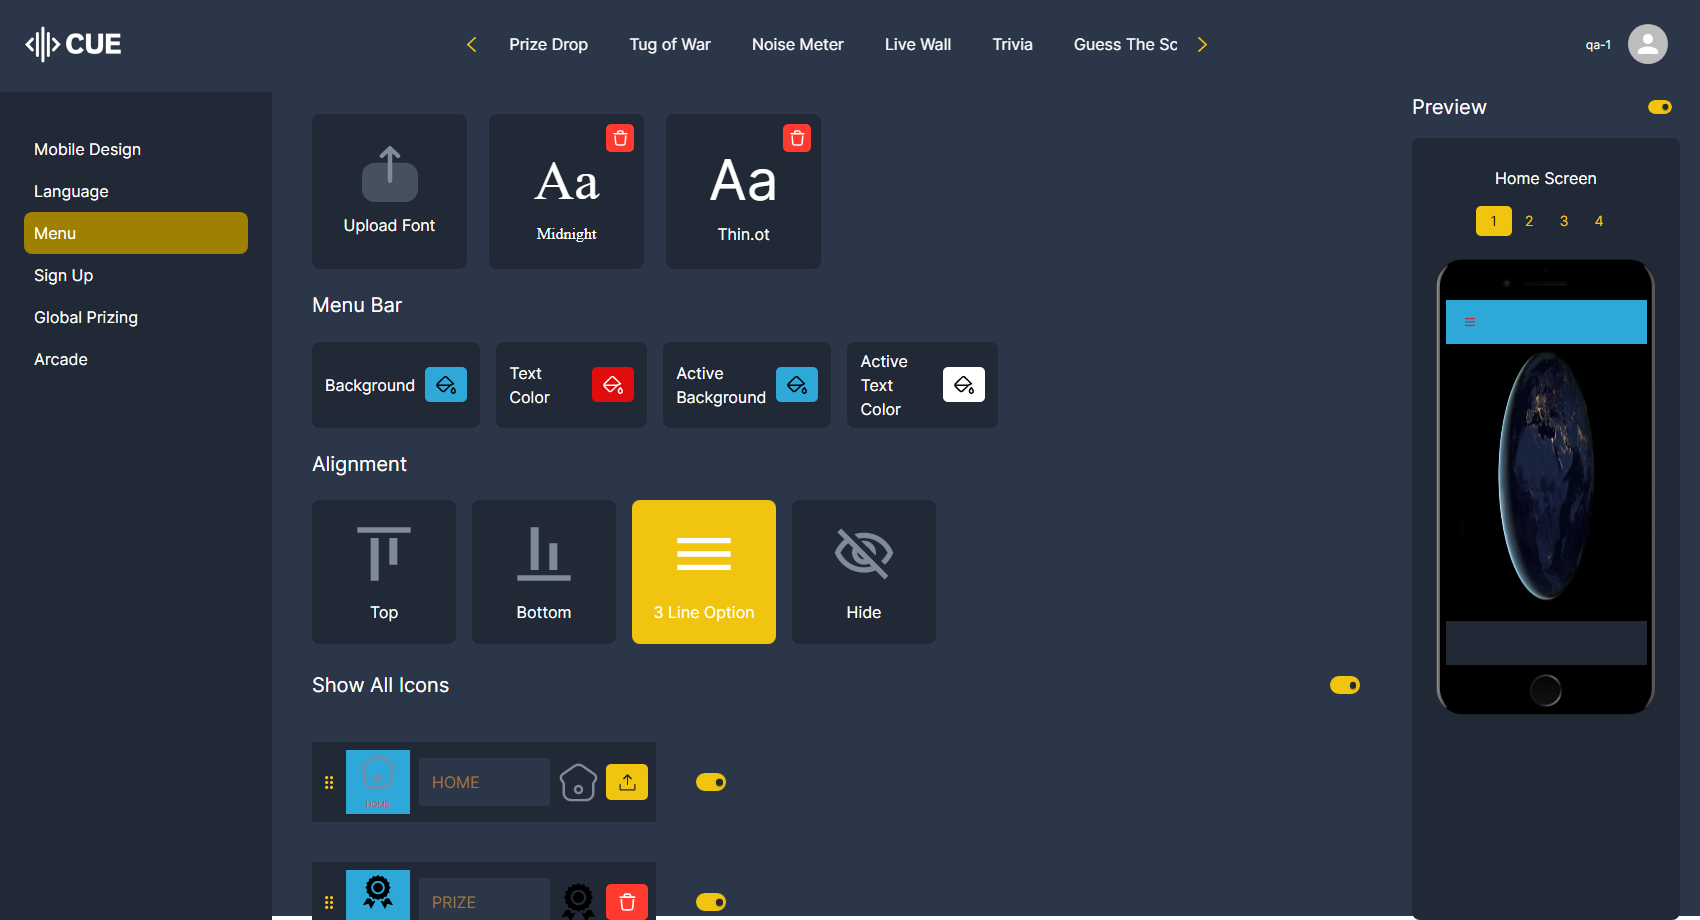 CUE
Prize Drop
Tug of War
Noise Meter
Live Wall
Trivia
Guess The Sc
qa-1
Mobile Design
Language
Menu
Sign Up
Global Prizing
Arcade
Upload Font
Aa
Midnight
Aa
Thin.ot
Menu Bar
Background
Text
Color
Active
Background
Active
Text
Color
Alignment
Top
Bottom
3 Line Option
Hide
Show All Icons
HOME
HOME
PRIZE
Preview
Home Screen
1 2 3 4